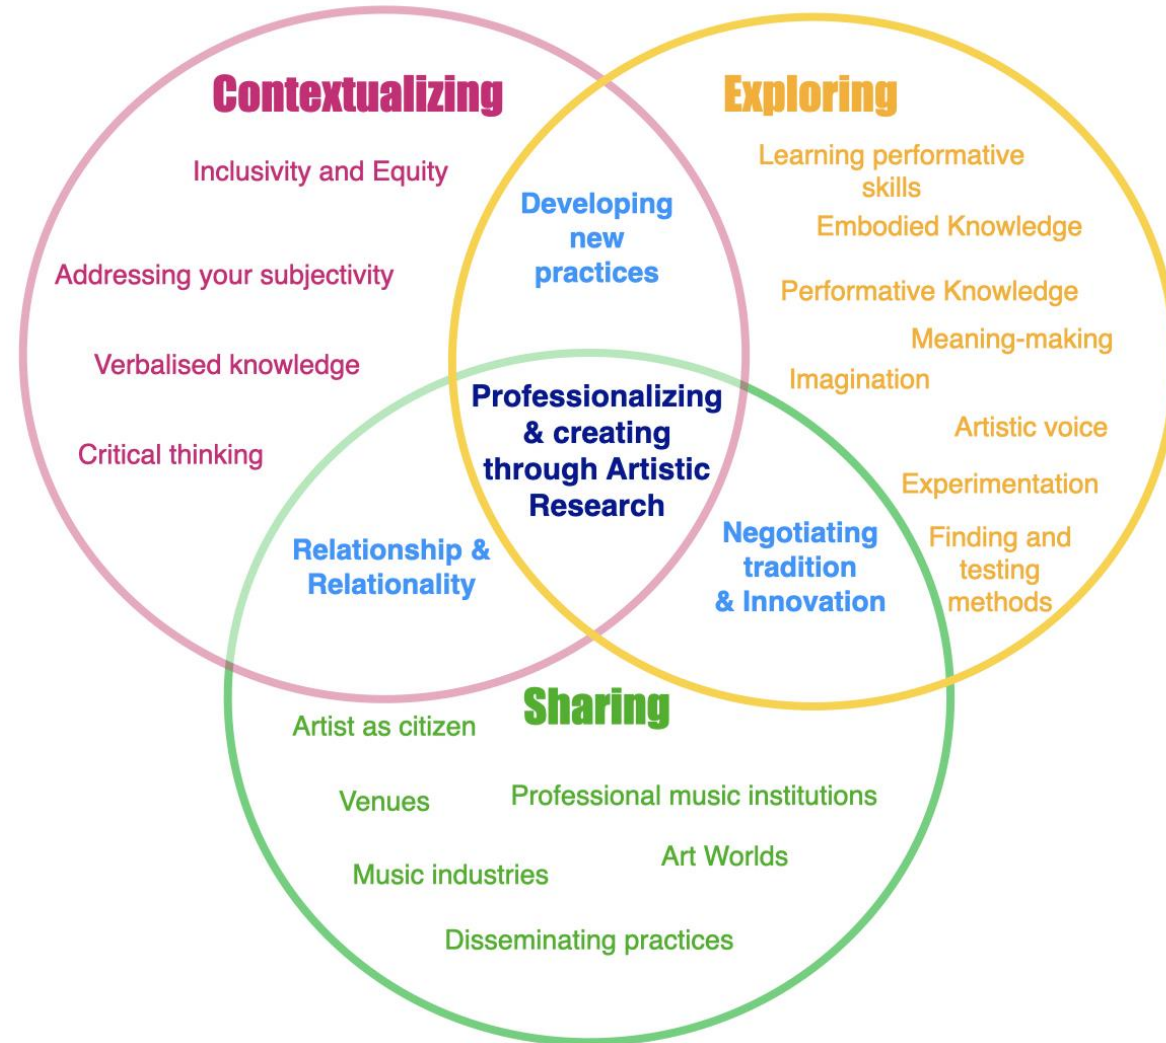 Contextualizing
Inclusivity and Equity
Addressing your subjectivity
Verbalised knowledge
Critical thinking
Developing
new
practices
Exploring
Learning performative
skills
Embodied Knowledge
Performative Knowledge
Meaning-making
Imagination
Artistic voice
Experimentation
Finding and
testing
methods
Professionalizing
& creating
through Artistic
Research
Relationship &
Relationality
Negotiating
tradition
& Innovation
Sharing
Artist as citizen
Venues
Professional music institutions
Music industries
Art Worlds
Disseminating practices